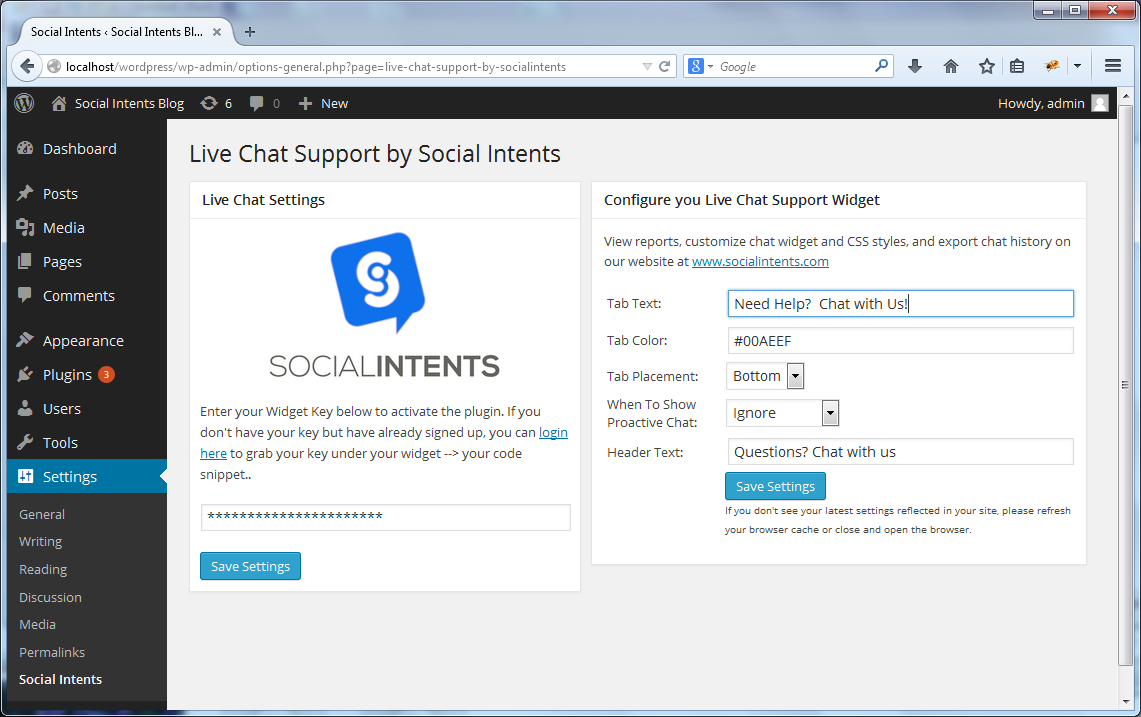 Social Intents ‹ Social Intents Bl...
localhost/wordpress/wp-admin/options-general.php?page=live-chat-support-by-socialintents
Google
Social Intents Blog
6
0
New
Howdy, admin
Dashboard
Posts
Media
Pages
Comments
Appearance
Plugins 3
Users
Tools
Settings
General
Writing
Reading
Discussion
Media
Permalinks
Social Intents
Live Chat Support by Social Intents
Live Chat Settings
SOCIALINTENTS
Enter your Widget Key below to activate the plugin. If you
don't have your key but have already signed up, you can login
here to grab your key under your widget --> your code
snippet..
**********************
Save Settings
Configure you Live Chat Support Widget
View reports, customize chat widget and CSS styles, and export chat history on
our website at www.socialintents.com
Tab Text: Need Help?  Chat with Us!
Tab Color: #00AEEF
Tab Placement: Bottom
When To Show
Proactive Chat: Ignore
Header Text: Questions? Chat with us
Save Settings
If you don't see your latest settings reflected in your site, please refresh
your browser cache or close and open the browser.